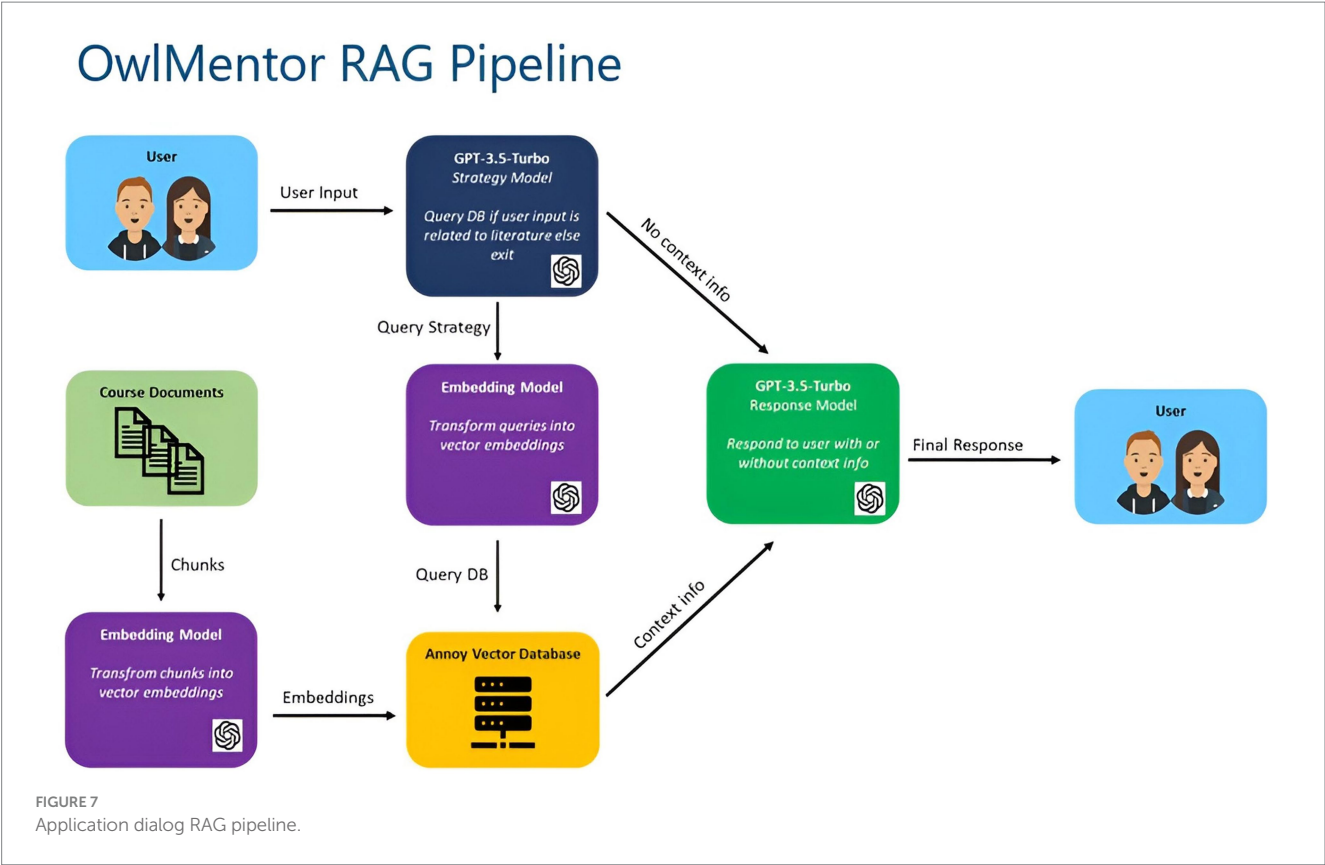 OwlMentor RAG Pipeline
User
User Input
GPT-3.5-Turbo
Strategy Model
Query DB if user input is
related to literature else
exit
No context info
Query Strategy
Course Documents
Chunks
Embedding Model
Transfrom chunks into
vector embeddings
Embeddings
Embedding Model
Transform queries into
vector embeddings
Query DB
Annoy Vector Database
Context info
GPT-3.5-Turbo
Response Model
Respond to user with or
without context info
Final Response
User
FIGURE 7
Application dialog RAG pipeline.